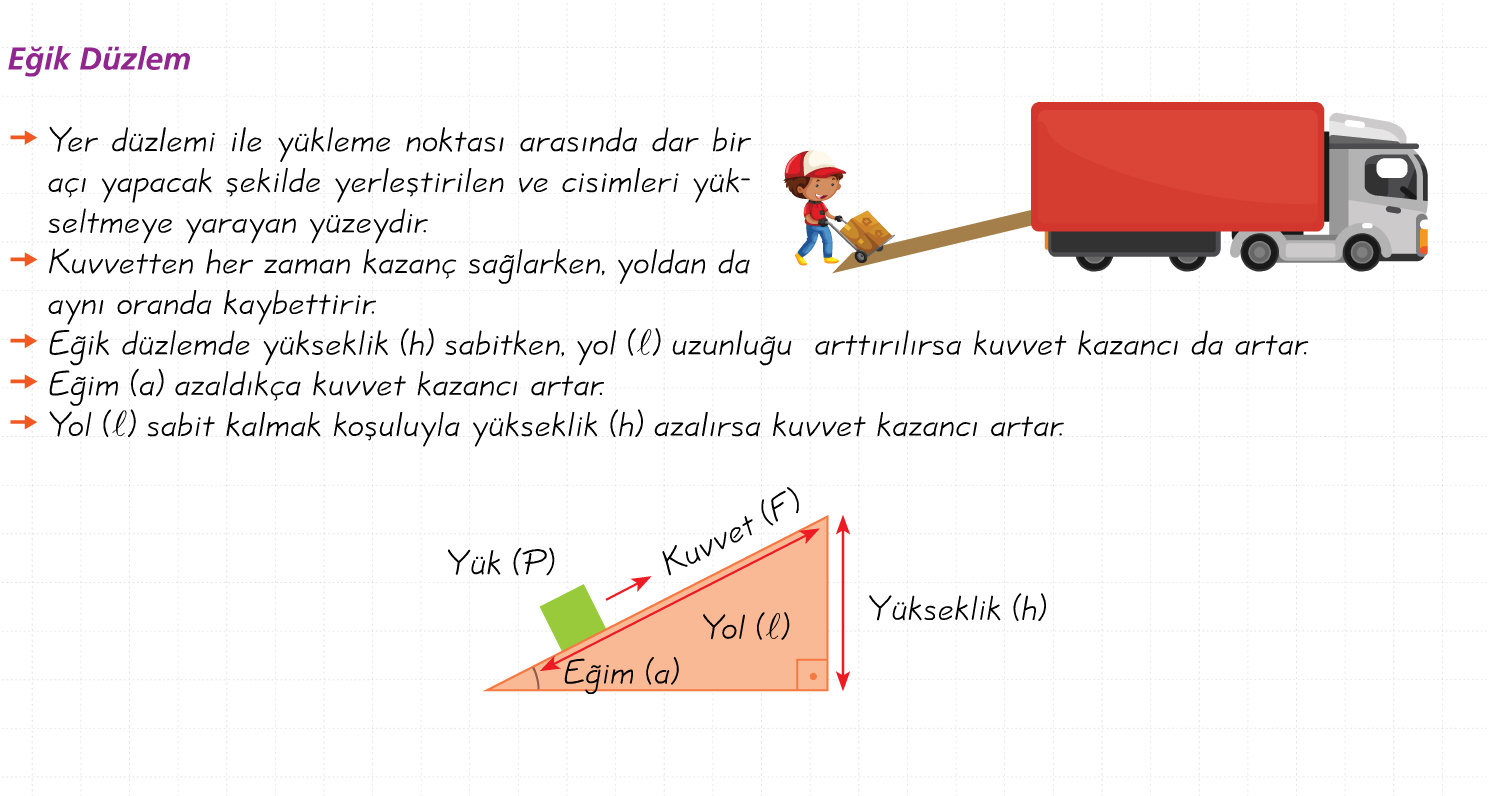 Eğik Düzlem
Yer düzlemi ile yükleme noktası arasında dar bir
açı yapacak şekilde yerleştirilen ve cisimleri yük-
seltmeye yarayan yüzeydir.
Kuvvetten her zaman kazanç sağlarken, yoldan da
aynı oranda kaybettirir.
Eğik düzlemde yükseklik (h) sabitken, yol (ℓ) uzunluğu arttırılırsa kuvvet kazancı da artar.
Eğim (a) azaldıkça kuvvet kazancı artar.
Yol (ℓ) sabit kalmak koşuluyla yükseklik (h) azalırsa kuvvet kazancı artar.
Kuvvet (F)
Yük (P)
Yükseklik (h)
Yol (ℓ)
Eğim (a)